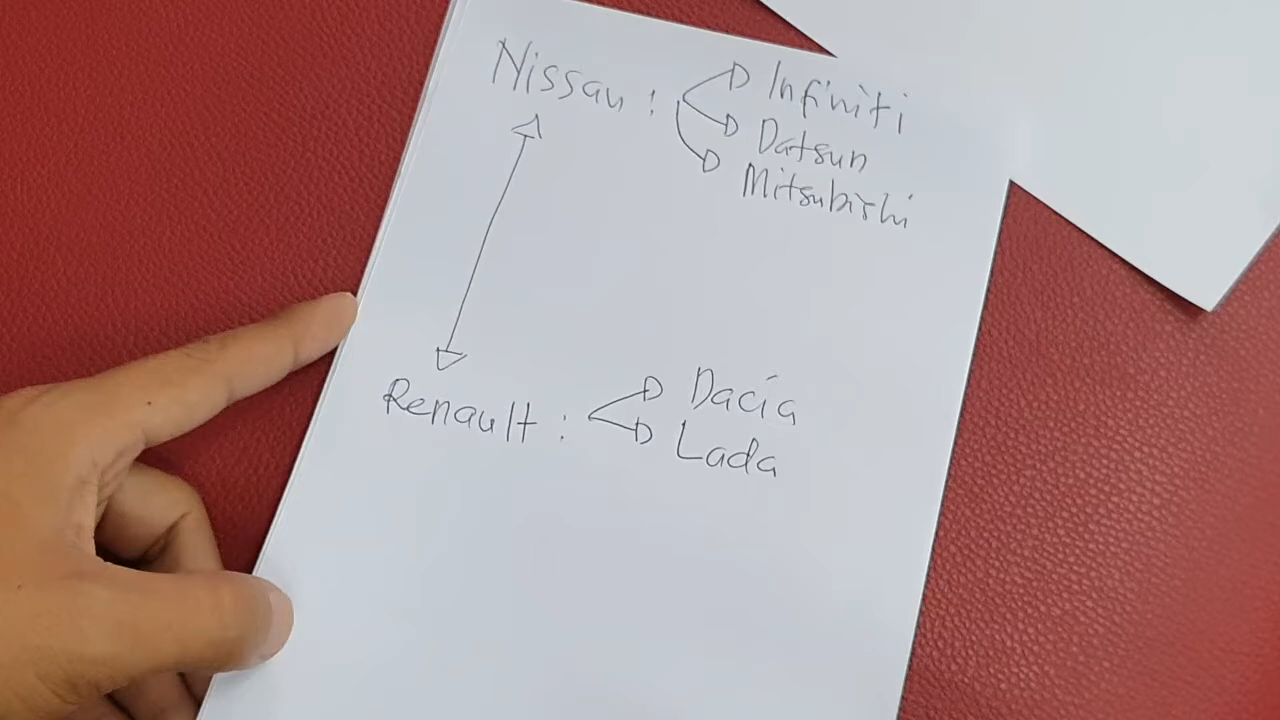 Nissan : Infiniti
Datsun
Mitsubishi
Renault : Dacia
Lada